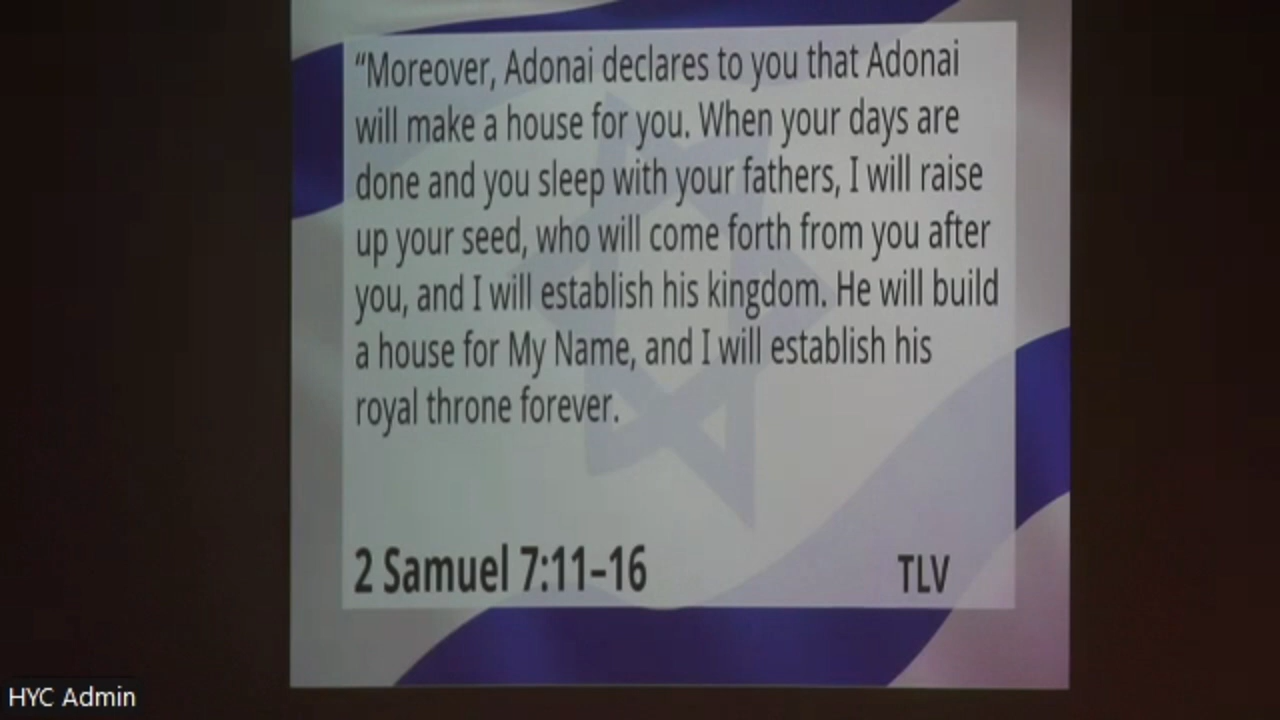 “Moreover, Adonai declares to you that Adonai
will make a house for you. When your days are
done and you sleep with your fathers, I will raise
up your seed, who will come forth from you after
you, and I will establish his kingdom. He will build
a house for My Name, and I will establish his
royal throne forever.
2 Samuel 7:11–16 TLV
HYC Admin